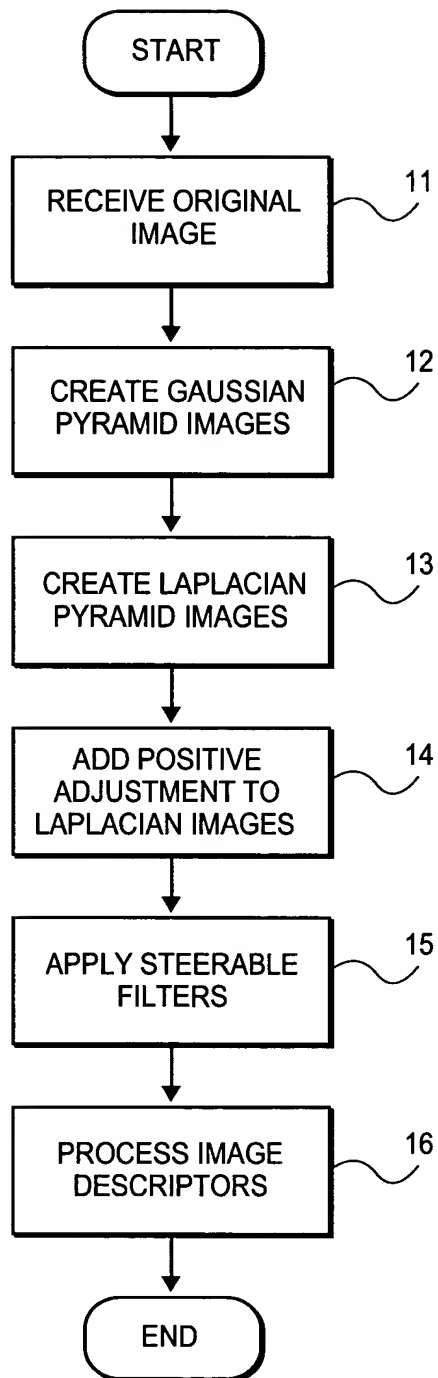 START
RECEIVE ORIGINAL
IMAGE
11
CREATE GAUSSIAN
PYRAMID IMAGES
12
CREATE LAPLACIAN
PYRAMID IMAGES
13
ADD POSITIVE
ADJUSTMENT TO
LAPLACIAN IMAGES
14
APPLY STEERABLE
FILTERS
15
PROCESS IMAGE
DESCRIPTORS
16
END